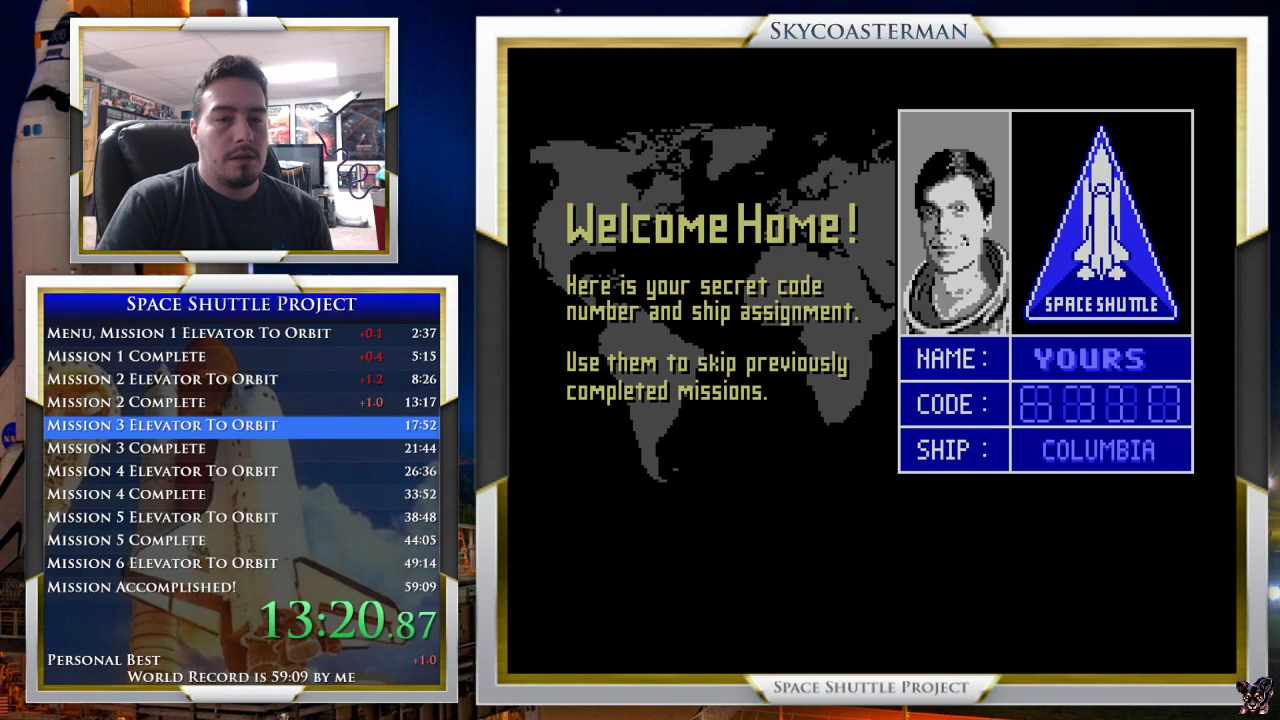 SKYCOASTERMAN
SPACE SHUTTLE PROJECT
MENU, MISSION 1 ELEVATOR TO ORBIT +0.1 2:37
MISSION 1 COMPLETE +0.4 5:15
MISSION 2 ELEVATOR TO ORBIT +1.2 8:26
MISSION 2 COMPLETE +1.0 13:17
MISSION 3 ELEVATOR TO ORBIT 17:52
MISSION 3 COMPLETE 21:44
MISSION 4 ELEVATOR TO ORBIT 26:36
MISSION 4 COMPLETE 33:52
MISSION 5 ELEVATOR TO ORBIT 38:48
MISSION 5 COMPLETE 44:05
MISSION 6 ELEVATOR TO ORBIT 49:14
MISSION ACCOMPLISHED! 59:09
13:20.87
PERSONAL BEST +1.0
WORLD RECORD IS 59:09 BY ME
Welcome Home!
Here is your secret code
number and ship assignment.
Use them to skip previously
completed missions.
SPACE SHUTTLE
NAME: YOURS
CODE:
SHIP: COLUMBIA
SPACE SHUTTLE PROJECT